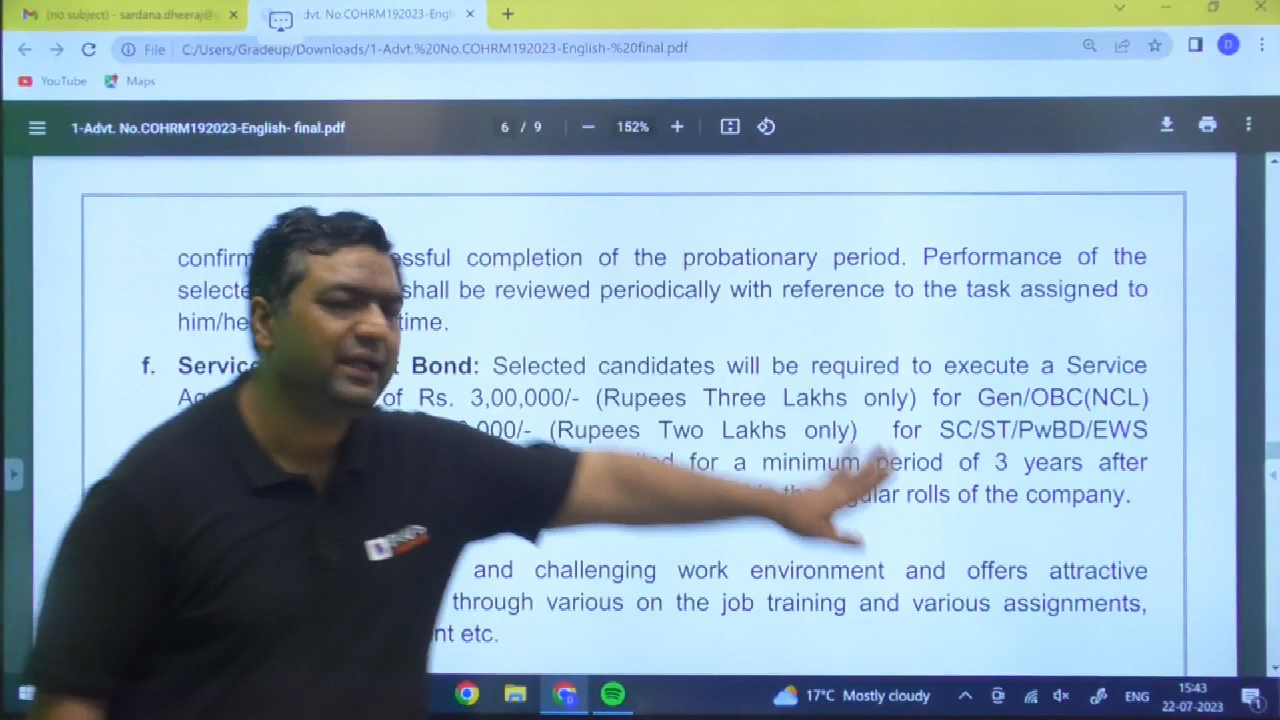 (no subject) - sardana.dheeraj@g
dvt. No.COHRM192023-Engl
File C:/Users/Gradeup/Downloads/1-Advt.%20No.COHRM192023-English-%20final.pdf
D
YouTube Maps
1-Advt. No.COHRM192023-English- final.pdf 6 / 9 152%
confirm ssful completion of the probationary period. Performance of the
selecte shall be reviewed periodically with reference to the task assigned to
him/he time.
f. Servic t Bond: Selected candidates will be required to execute a Service
Ag of Rs. 3,00,000/- (Rupees Three Lakhs only) for Gen/OBC(NCL)
,000/- (Rupees Two Lakhs only) for SC/ST/PwBD/EWS
for a minimum period of 3 years after
gular rolls of the company.
and challenging work environment and offers attractive
through various on the job training and various assignments,
nt etc.
17°C Mostly cloudy ENG 15:43
22-07-2023 1